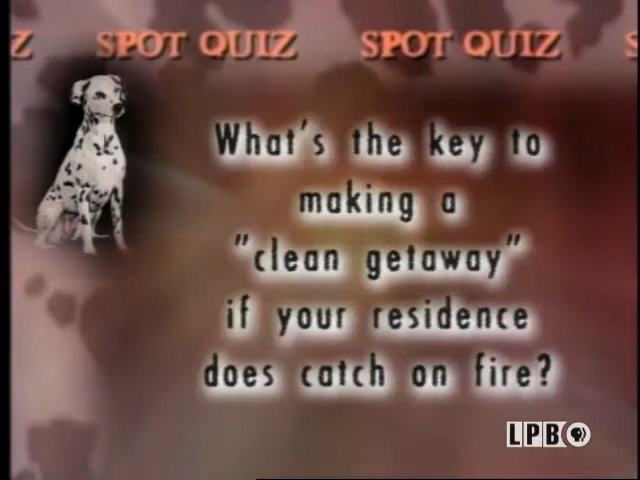 SPOT QUIZ SPOT QUIZ
What's the key to
making a
"clean getaway"
if your residence
does catch on fire?
LPB